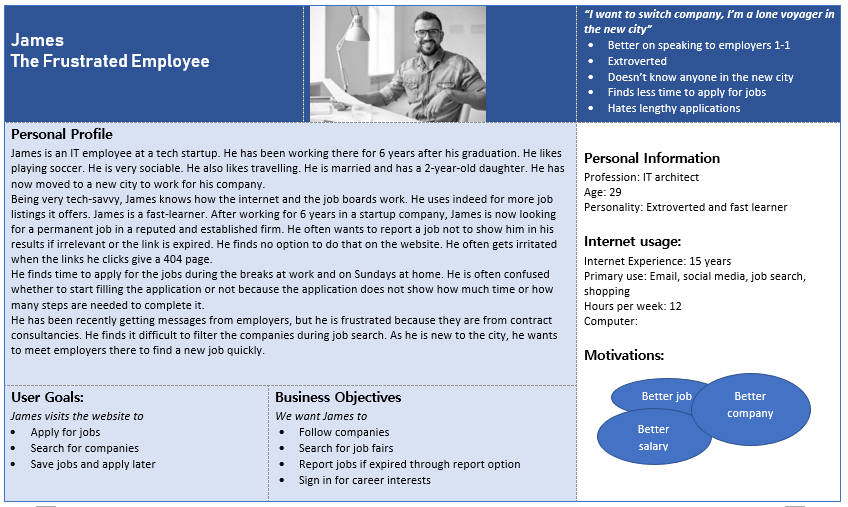 James
The Frustrated Employee
“I want to switch company, I’m a lone voyager in
the new city”
• Better on speaking to employers 1-1
• Extroverted
• Doesn’t know anyone in the new city
• Finds less time to apply for jobs
• Hates lengthy applications
Personal Profile
James is an IT employee at a tech startup. He has been working there for 6 years after his graduation. He likes
playing soccer. He is very sociable. He also likes travelling. He is married and has a 2-year-old daughter. He has
now moved to a new city to work for his company.
Being very tech-savvy, James knows how the internet and the job boards work. He uses indeed for more job
listings it offers. James is a fast-learner. After working for 6 years in a startup company, James is now looking
for a permanent job in a reputed and established firm. He often wants to report a job not to show him in his
results if irrelevant or the link is expired. He finds no option to do that on the website. He often gets irritated
when the links he clicks give a 404 page.
He finds time to apply for the jobs during the breaks at work and on Sundays at home. He is often confused
whether to start filling the application or not because the application does not show how much time or how
many steps are needed to complete it.
He has been recently getting messages from employers, but he is frustrated because they are from contract
consultancies. He finds it difficult to filter the companies during job search. As he is new to the city, he wants
to meet employers there to find a new job quickly.
Personal Information
Profession: IT architect
Age: 29
Personality: Extroverted and fast learner
Internet usage:
Internet Experience: 15 years
Primary use: Email, social media, job search,
shopping
Hours per week: 12
Computer:
Motivations:
Better job
Better
company
Better
salary
User Goals:
James visits the website to
• Apply for jobs
• Search for companies
• Save jobs and apply later
Business Objectives
We want James to
• Follow companies
• Search for job fairs
• Report jobs if expired through report option
• Sign in for career interests